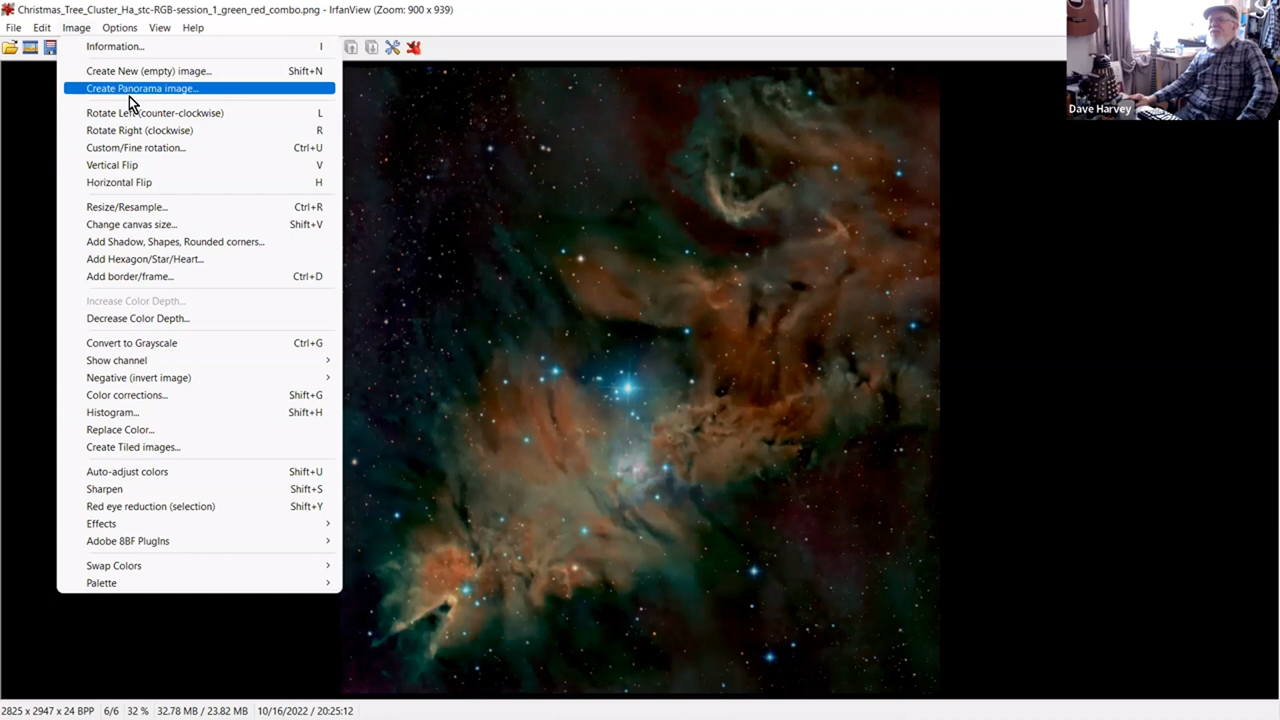 Christmas_Tree_Cluster_Ha_stc-RGB-session_1_green_red_combo.png - IrfanView (Zoom: 900 x 939)
File Edit Image Options View Help
Information... I
Create New (empty) image... Shift+N
Create Panorama image...
Rotate Left (counter-clockwise) L
Rotate Right (clockwise) R
Custom/Fine rotation... Ctrl+U
Vertical Flip V
Horizontal Flip H
Resize/Resample... Ctrl+R
Change canvas size... Shift+V
Add Shadow, Shapes, Rounded corners...
Add Hexagon/Star/Heart...
Add border/frame... Ctrl+D
Increase Color Depth...
Decrease Color Depth...
Convert to Grayscale Ctrl+G
Show channel
Negative (invert image)
Color corrections... Shift+G
Histogram... Shift+H
Replace Color...
Create Tiled images...
Auto-adjust colors Shift+U
Sharpen Shift+S
Red eye reduction (selection) Shift+Y
Effects
Adobe 8BF PlugIns
Swap Colors
Palette
Dave Harvey
2825 x 2947 x 24 BPP 6/6 32 % 32.78 MB / 23.82 MB 10/16/2022 / 20:25:12